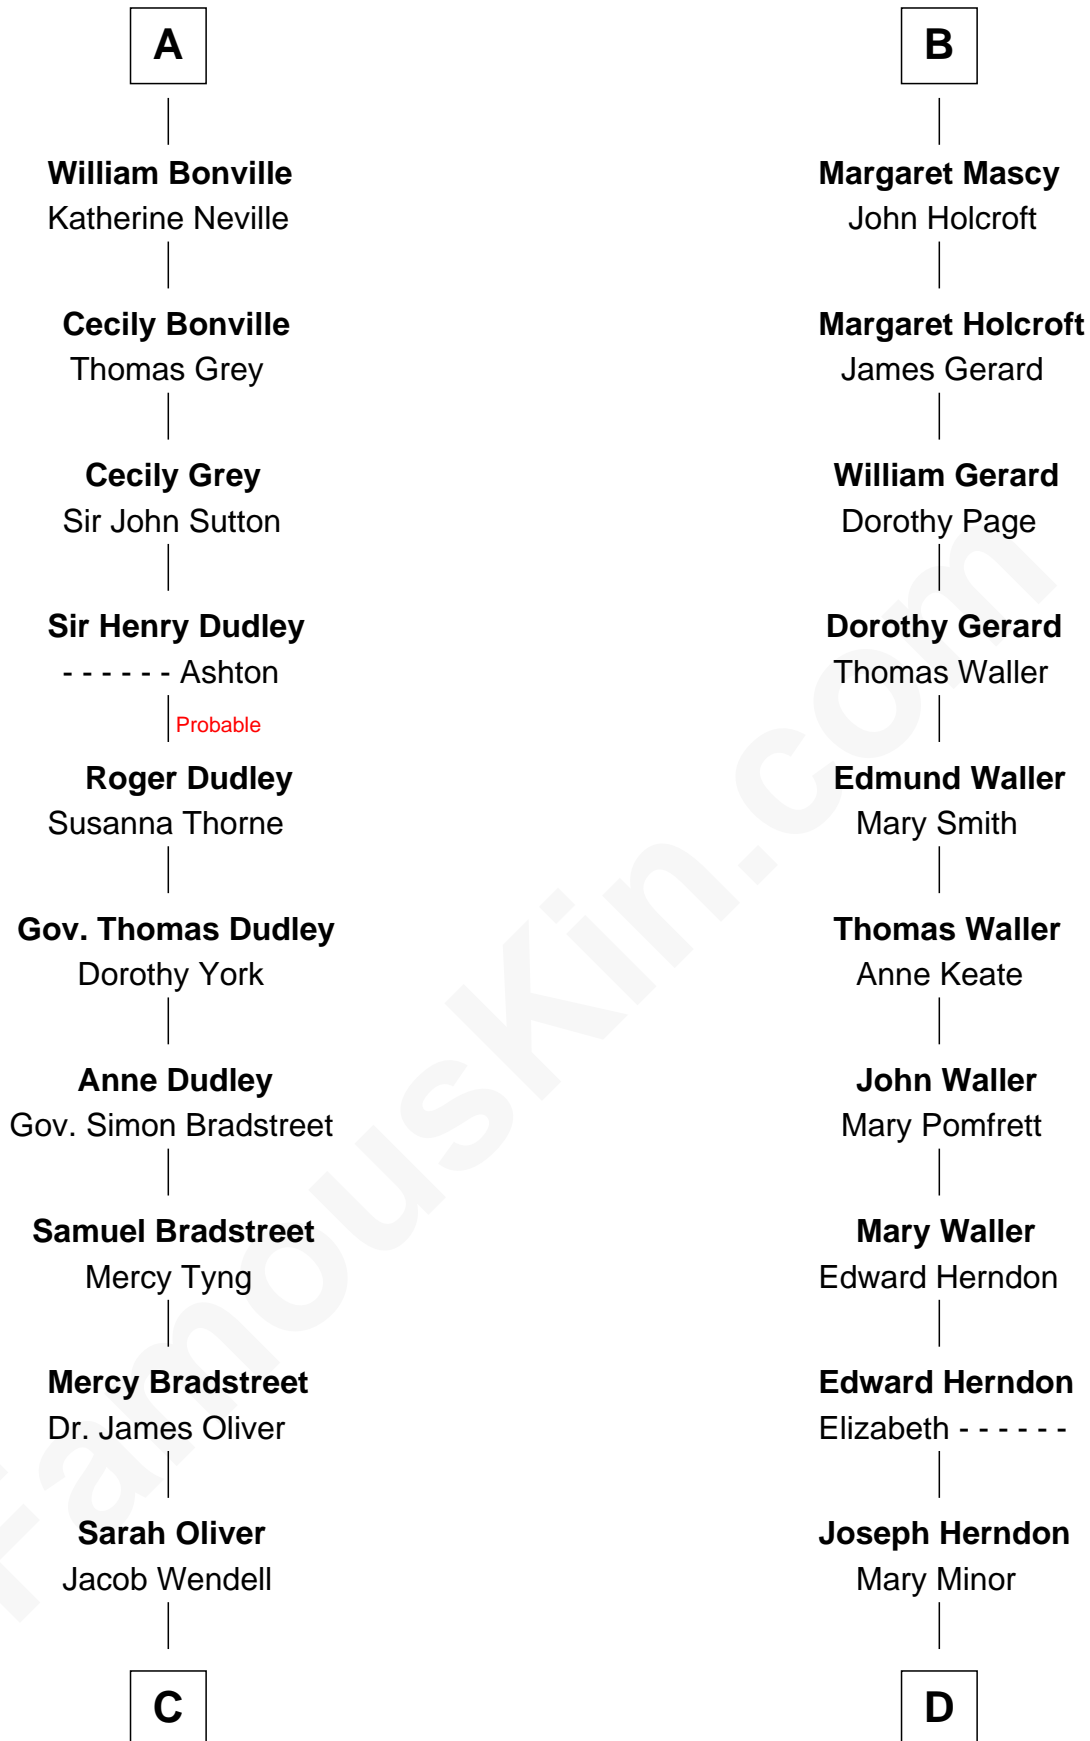 A
William Bonville
Katherine Neville
Cecily Bonville
Thomas Grey
Cecily Grey
Sir John Sutton
Sir Henry Dudley
- - - - - - Ashton
Probable
Roger Dudley
Susanna Thorne
Gov. Thomas Dudley
Dorothy York
Anne Dudley
Gov. Simon Bradstreet
Samuel Bradstreet
Mercy Tyng
Mercy Bradstreet
Dr. James Oliver
Sarah Oliver
Jacob Wendell
C
B
Margaret Mascy
John Holcroft
Margaret Holcroft
James Gerard
William Gerard
Dorothy Page
Dorothy Gerard
Thomas Waller
Edmund Waller
Mary Smith
Thomas Waller
Anne Keate
John Waller
Mary Pomfrett
Mary Waller
Edward Herndon
Edward Herndon
Elizabeth - - - - - -
Joseph Herndon
Mary Minor
D
FamousKin.com